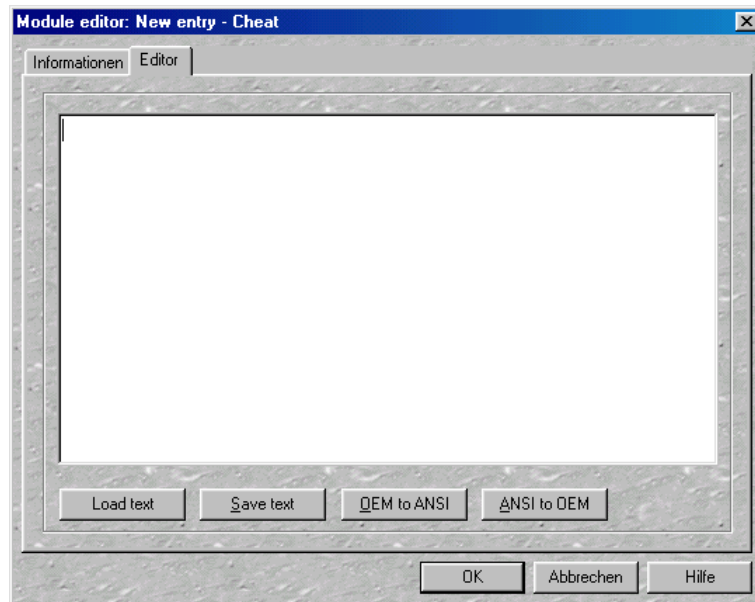 Module editor: New entry - Cheat
Informationen Editor
Load text Save text OEM to ANSI ANSI to OEM
OK Abbrechen Hilfe